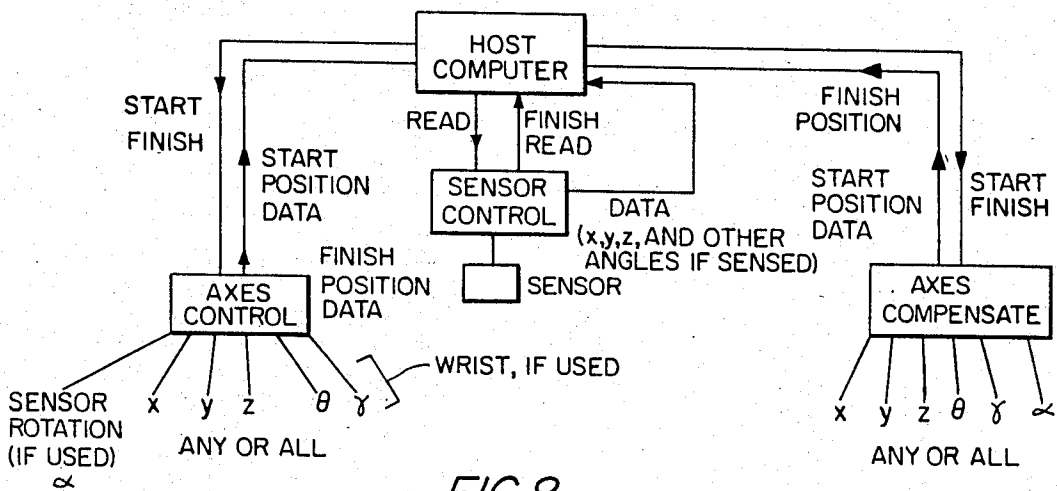 HOST
COMPUTER
START
FINISH
START
POSITION
DATA
READ
FINISH
READ
SENSOR
CONTROL
DATA
(x,y,z, AND OTHER
ANGLES IF SENSED)
SENSOR
FINISH
POSITION
START
POSITION
DATA
START
FINISH
AXES
CONTROL
FINISH
POSITION
DATA
AXES
COMPENSATE
WRIST, IF USED
SENSOR
ROTATION
(IF USED)
α
x y z θ γ
ANY OR ALL
x y z θ γ α
ANY OR ALL